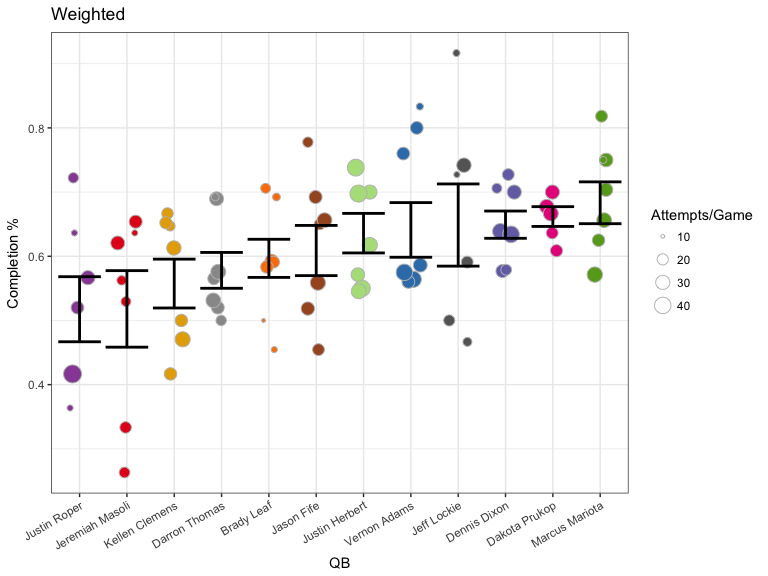 Weighted
Completion %
0.8
0.6
0.4
Justin Roper
Jeremiah Masoli
Kellen Clemens
Darron Thomas
Brady Leaf
Jason Fife
Justin Herbert
Vernon Adams
Jeff Lockie
Dennis Dixon
Dakota Prukop
Marcus Mariota
QB
Attempts/Game
10
20
30
40